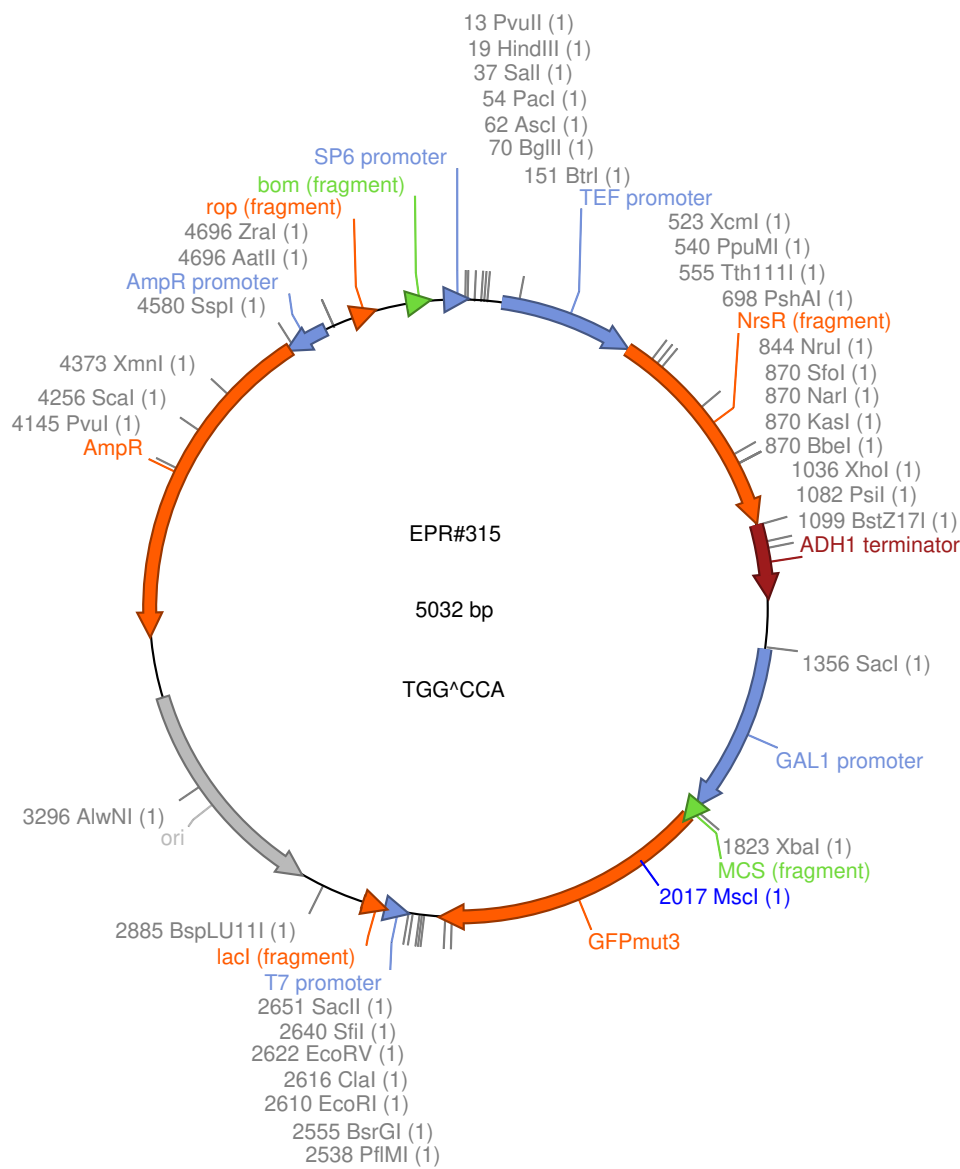 13 PvuII (1)
19 HindIII (1)
37 SalI (1)
54 PacI (1)
62 AscI (1)
70 BglII (1)
151 BtrI (1)
SP6 promoter
bom (fragment)
rop (fragment)
4696 ZraI (1)
4696 AatII (1)
AmpR promoter
4580 SspI (1)
4373 XmnI (1)
4256 ScaI (1)
4145 PvuI (1)
AmpR
TEF promoter
523 XcmI (1)
540 PpuMI (1)
555 Tth111I (1)
698 PshAI (1)
NrsR (fragment)
844 NruI (1)
870 SfoI (1)
870 NarI (1)
870 KasI (1)
870 BbeI (1)
1036 XhoI (1)
1082 PsiI (1)
1099 BstZ17I (1)
ADH1 terminator
EPR#315
5032 bp
TGG^CCA
1356 SacI (1)
GAL1 promoter
1823 XbaI (1)
MCS (fragment)
2017 MscI (1)
GFPmut3
3296 AlwNI (1)
ori
2885 BspLU11I (1)
lacI (fragment)
T7 promoter
2651 SacII (1)
2640 SfiI (1)
2622 EcoRV (1)
2616 ClaI (1)
2610 EcoRI (1)
2555 BsrGI (1)
2538 PflMI (1)